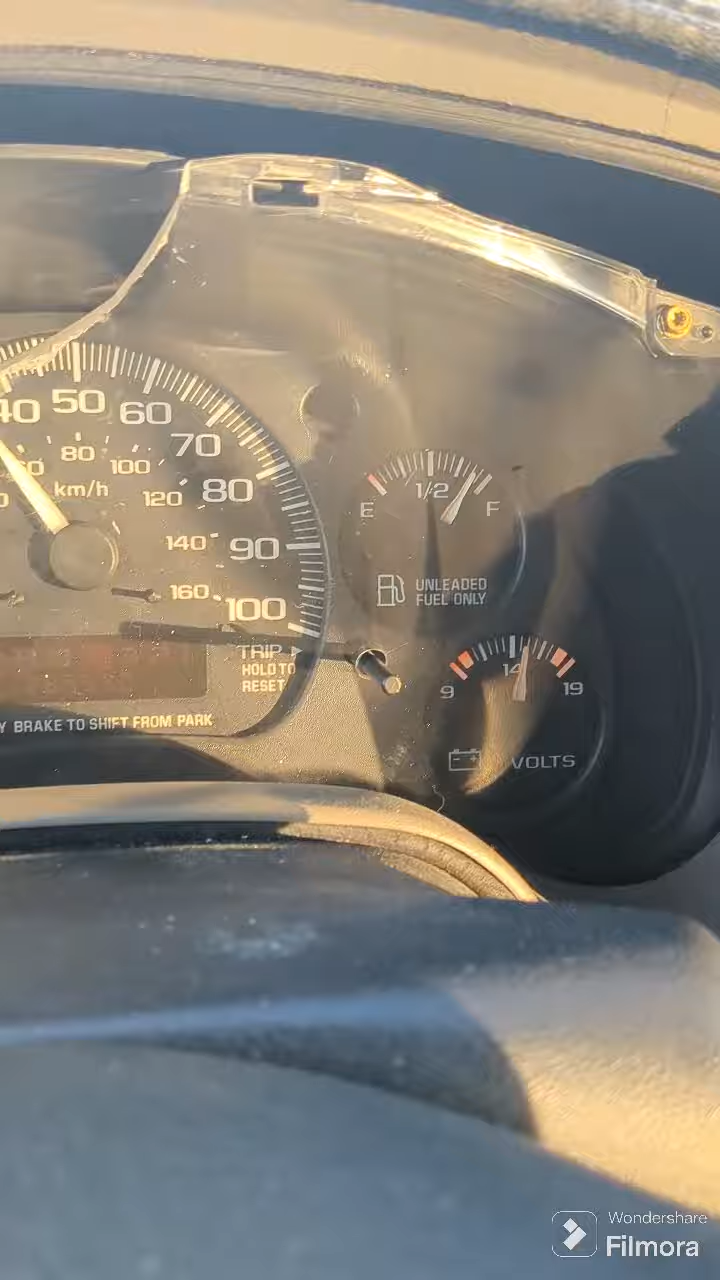 40 50 60 70 80 90 100
80 100 120 140 160
km/h
E 1/2 F
UNLEADED
FUEL ONLY
TRIP
HOLD TO
RESET
9 14 19
VOLTS
BRAKE TO SHIFT FROM PARK
Wondershare
Filmora